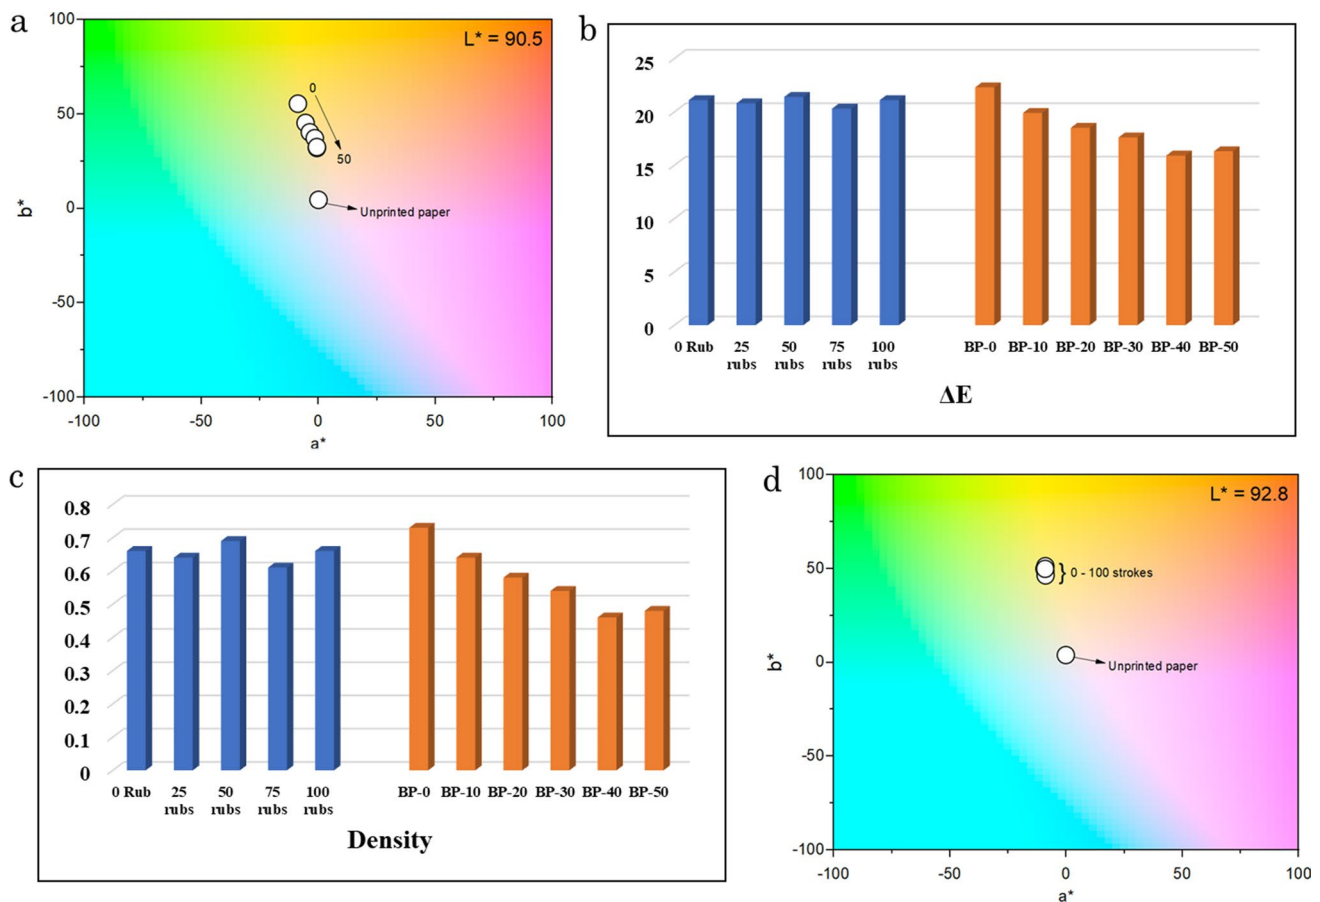 a
100
50
0
-50
-100
b*
L* = 90.5
0
50
Unprinted paper
-100
-50
0
50
100
a*
b
25
20
15
10
5
0
0 Rub
25 rubs
50 rubs
75 rubs
100 rubs
BP-0
BP-10
BP-20
BP-30
BP-40
BP-50
ΔE
c
0.8
0.7
0.6
0.5
0.4
0.3
0.2
0.1
0
0 Rub
25 rubs
50 rubs
75 rubs
100 rubs
BP-0
BP-10
BP-20
BP-30
BP-40
BP-50
Density
d
100
50
0
-50
-100
b*
L* = 92.8
} 0 - 100 strokes
Unprinted paper
-100
-50
0
50
100
a*